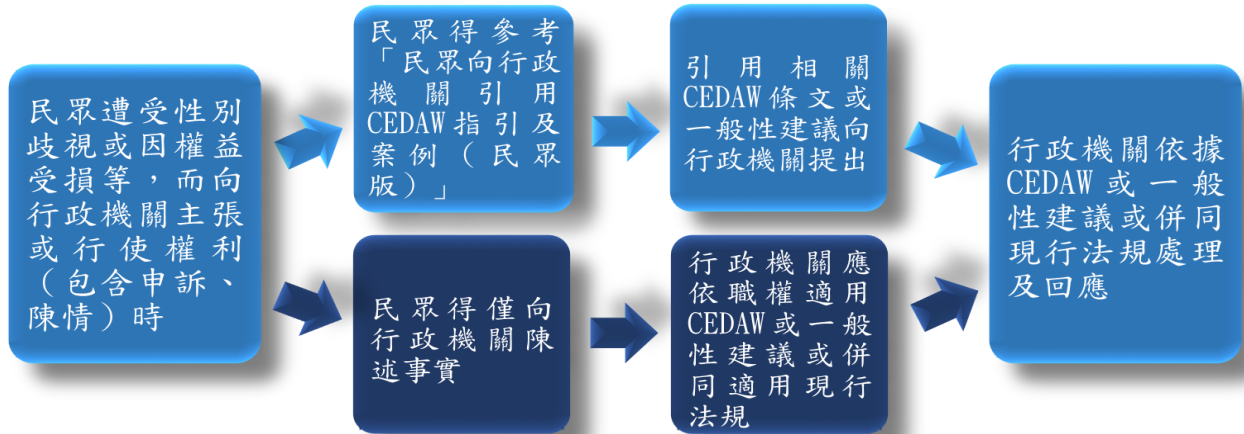 民眾遭受性別
歧視或因權益
受損等，而向
行政機關主張
或行使權利
（包含申訴、
陳情）時
民眾得參考
「民眾向行政
機關引用
CEDAW指引及
案例（民眾
版）」
引用相關
CEDAW條文或
一般性建議向
行政機關提出
民眾得僅向
行政機關陳
述事實
行政機關應
依職權適用
CEDAW或一般
性建議或併
同適用現行
法規
行政機關依據
CEDAW或一般
性建議或併同
現行法規處理
及回應